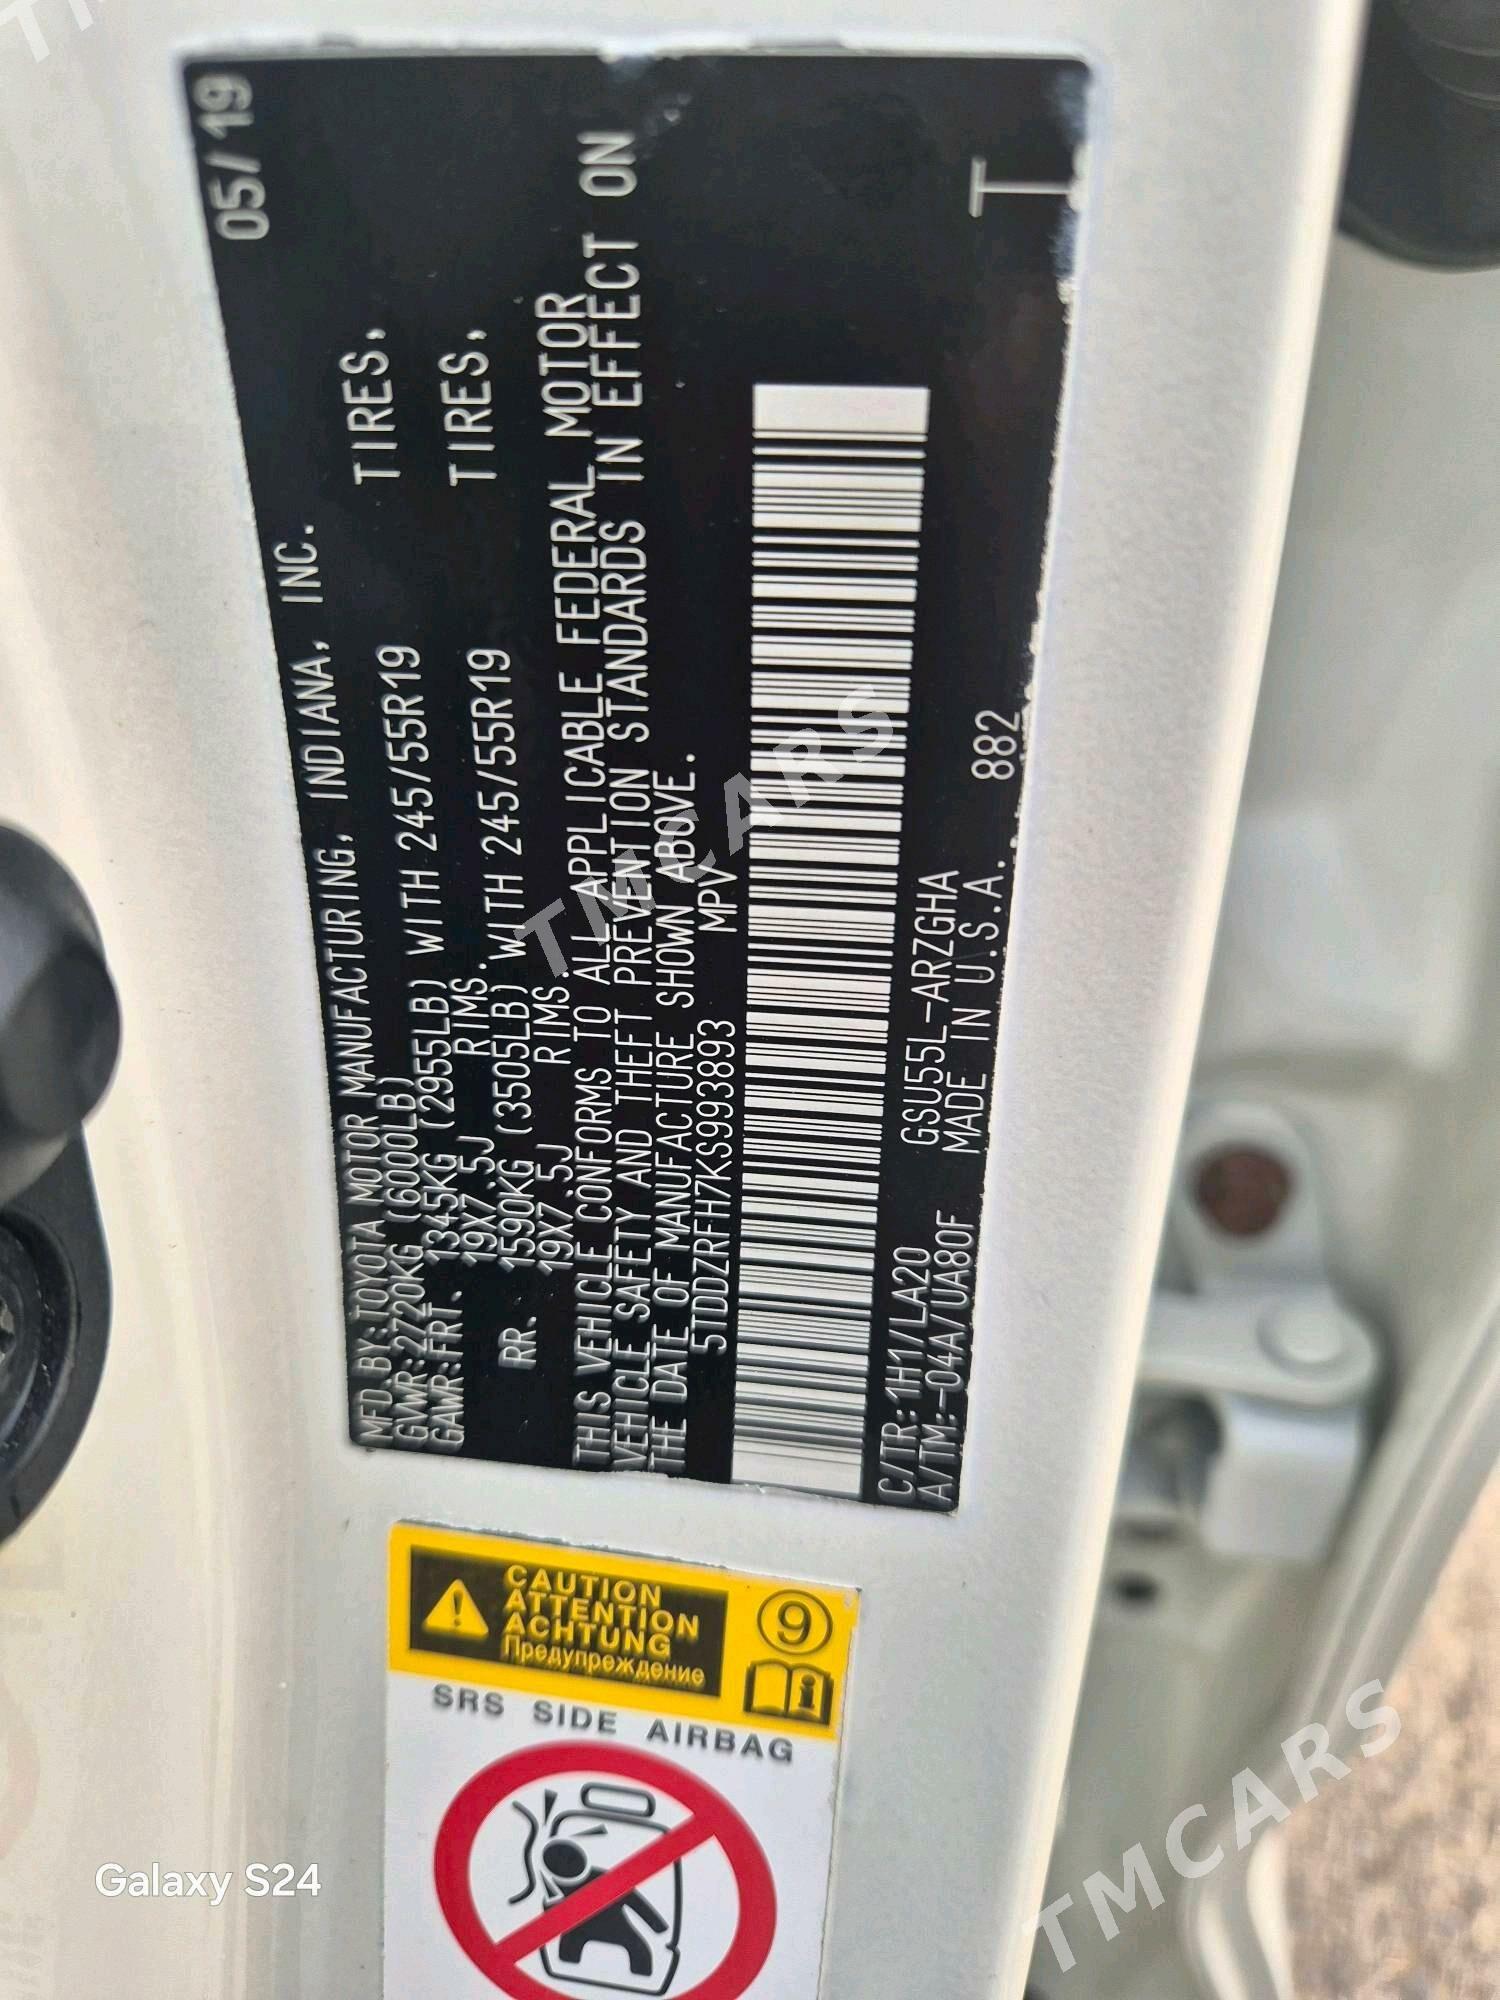 MFD BY: TOYOTA MOTOR MANUFACTURING, INDIANA, INC. 05/19
GVWR: 2720KG (6000LB)
GAWR: FRT. 1345KG (2955LB) WITH 245/55R19 TIRES,
19X7.5J RIMS.
RR. 1590KG (3505LB) WITH 245/55R19 TIRES,
19X7.5J RIMS.
THIS VEHICLE CONFORMS TO ALL APPLICABLE FEDERAL MOTOR
VEHICLE SAFETY AND THEFT PREVENTION STANDARDS IN EFFECT ON
THE DATE OF MANUFACTURE SHOWN ABOVE.
5TDDZRFH7KS993893 MPV
C/TR: 1H1/LA20 GSU55L-ARZGHA
A/TM: -04A/UA80F MADE IN U.S.A. 882
T
CAUTION
ATTENTION
ACHTUNG
Предупреждение
9
i
SRS SIDE AIRBAG
Galaxy S24
TMCARS
TMCARS